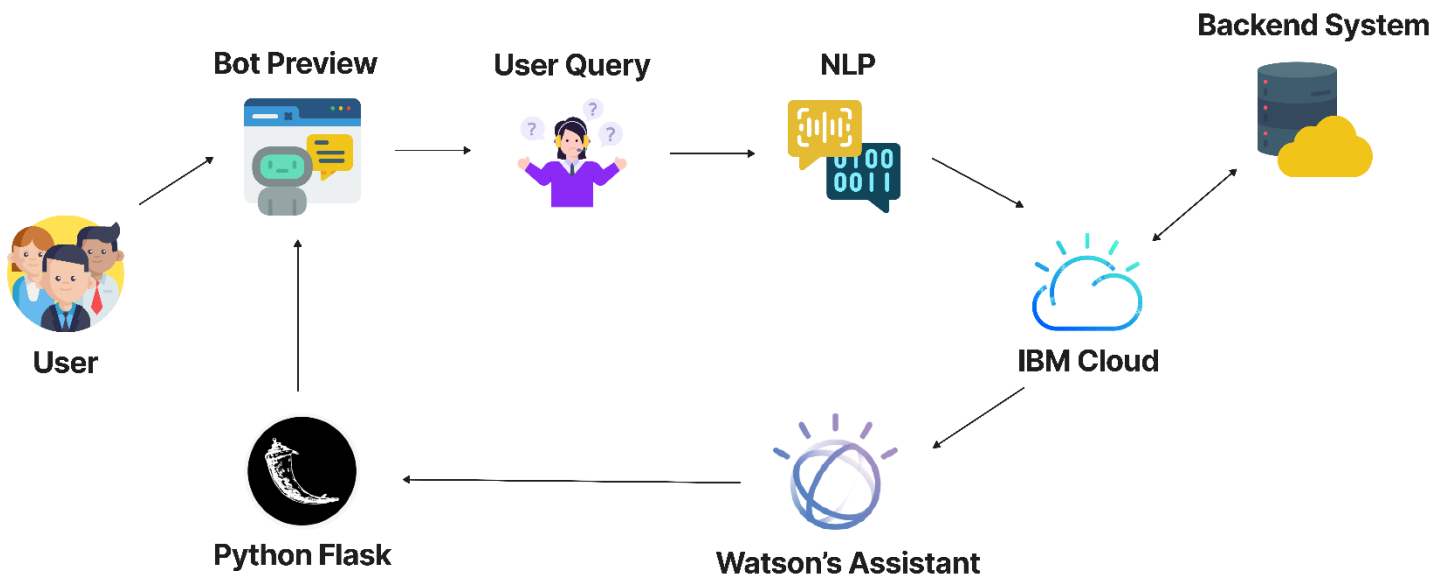 Backend System
Bot Preview
User Query
NLP
0100
0011
User
IBM Cloud
Python Flask
Watson's Assistant